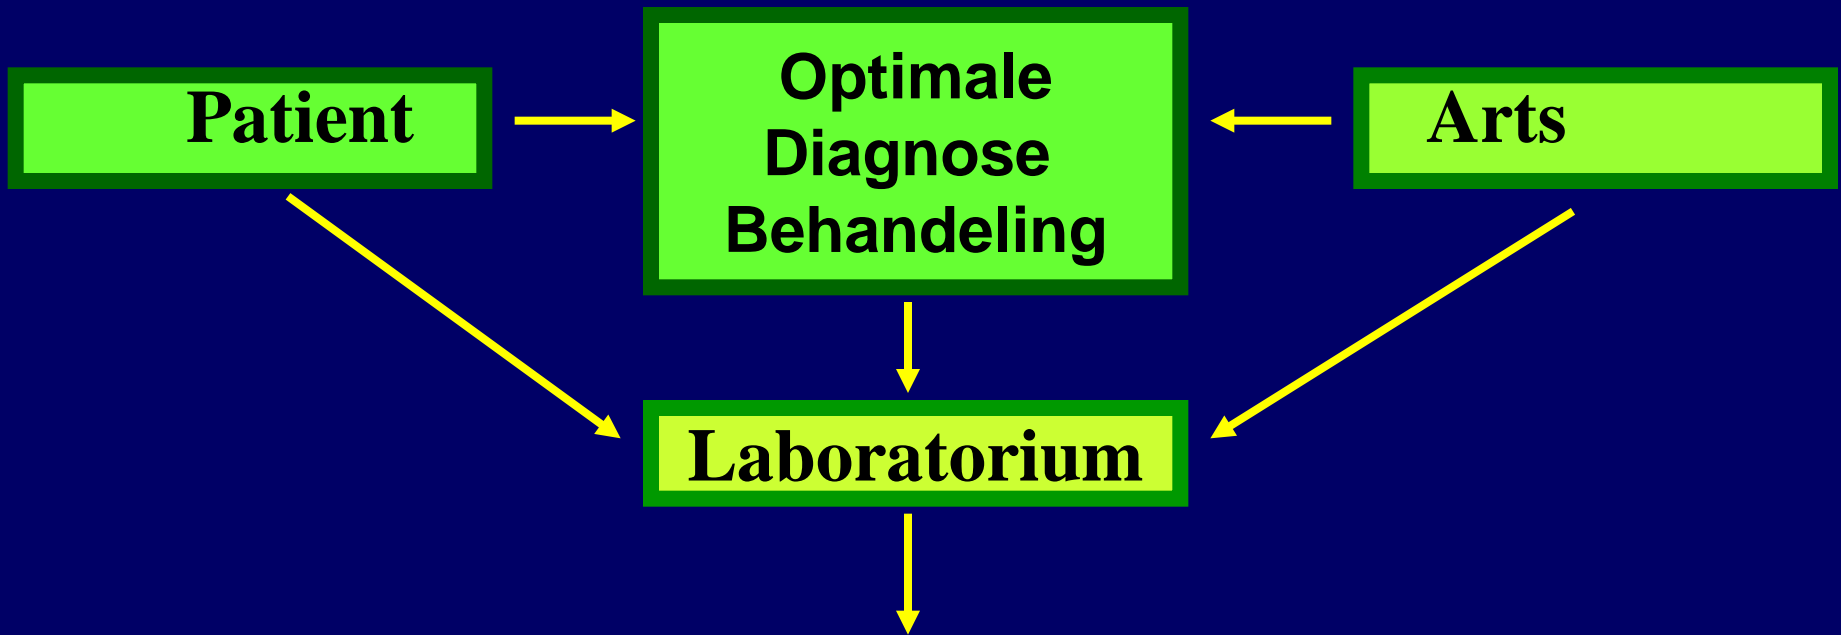 Patient
Optimale
Diagnose
Behandeling
Arts
Laboratorium